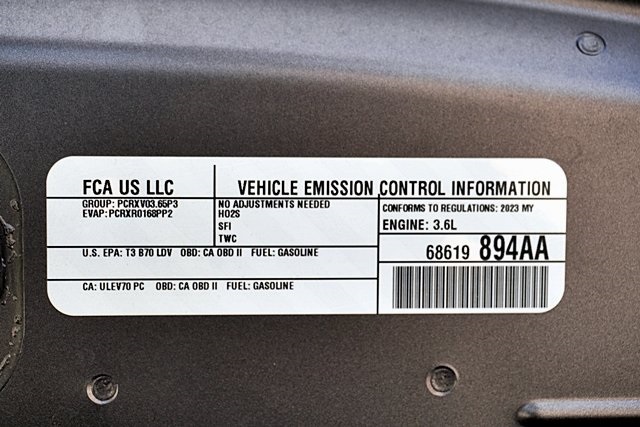 FCA US LLC
VEHICLE EMISSION CONTROL INFORMATION
GROUP: PCRXV03.65P3
EVAP: PCRXR0168PP2
NO ADJUSTMENTS NEEDED
HO2S
SFI
TWC
CONFORMS TO REGULATIONS: 2023 MY
ENGINE: 3.6L
68619 894AA
U.S. EPA: T3 B70 LDV OBD: CA OBD II FUEL: GASOLINE
CA: ULEV70 PC OBD: CA OBD II FUEL: GASOLINE